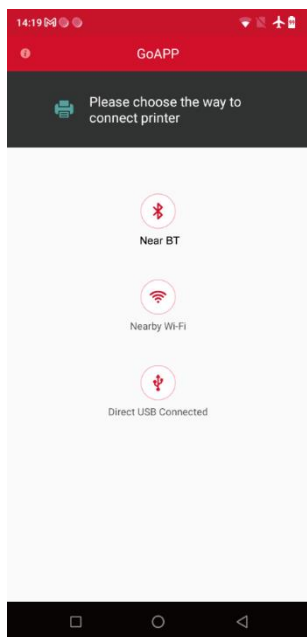 14:19
GoAPP
Please choose the way to
connect printer
Near BT
Nearby Wi-Fi
Direct USB Connected